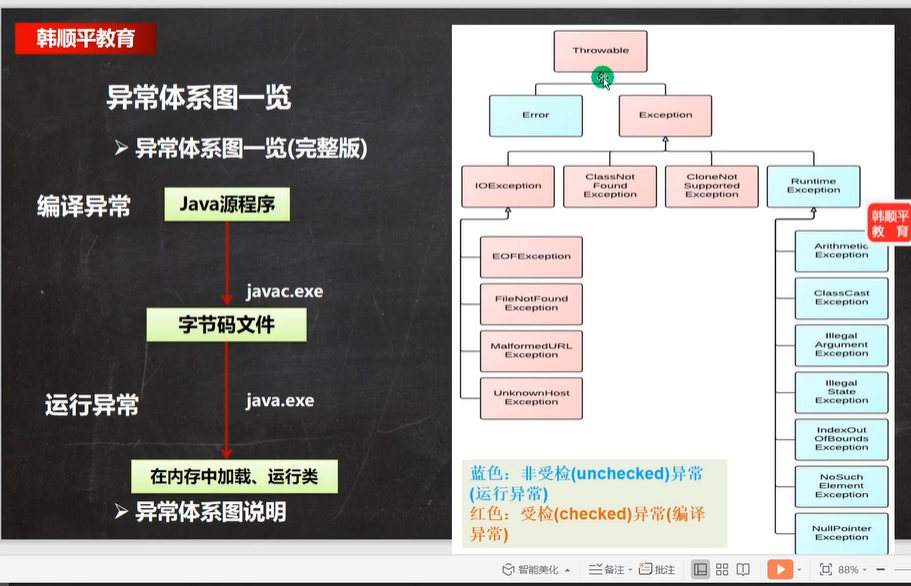 韩顺平教育
异常体系图一览
➢ 异常体系图一览(完整版)
编译异常
Java源程序
javac.exe
字节码文件
运行异常
java.exe
在内存中加载、运行类
➢ 异常体系图说明
Throwable
Error
Exception
IOException
ClassNot
Found
Exception
CloneNot
Supported
Exception
Runtime
Exception
EOFException
FileNotFound
Exception
MalformedURL
Exception
UnknownHost
Exception
Arithmetic
Exception
ClassCast
Exception
Illegal
Argument
Exception
Illegal
State
Exception
IndexOut
OfBounds
Exception
NoSuch
Element
Exception
NullPointer
Exception
韩顺平
教 育
蓝色：非受检(unchecked)异常
(运行异常)
红色：受检(checked)异常(编译
异常)
智能美化
备注
批注
88%